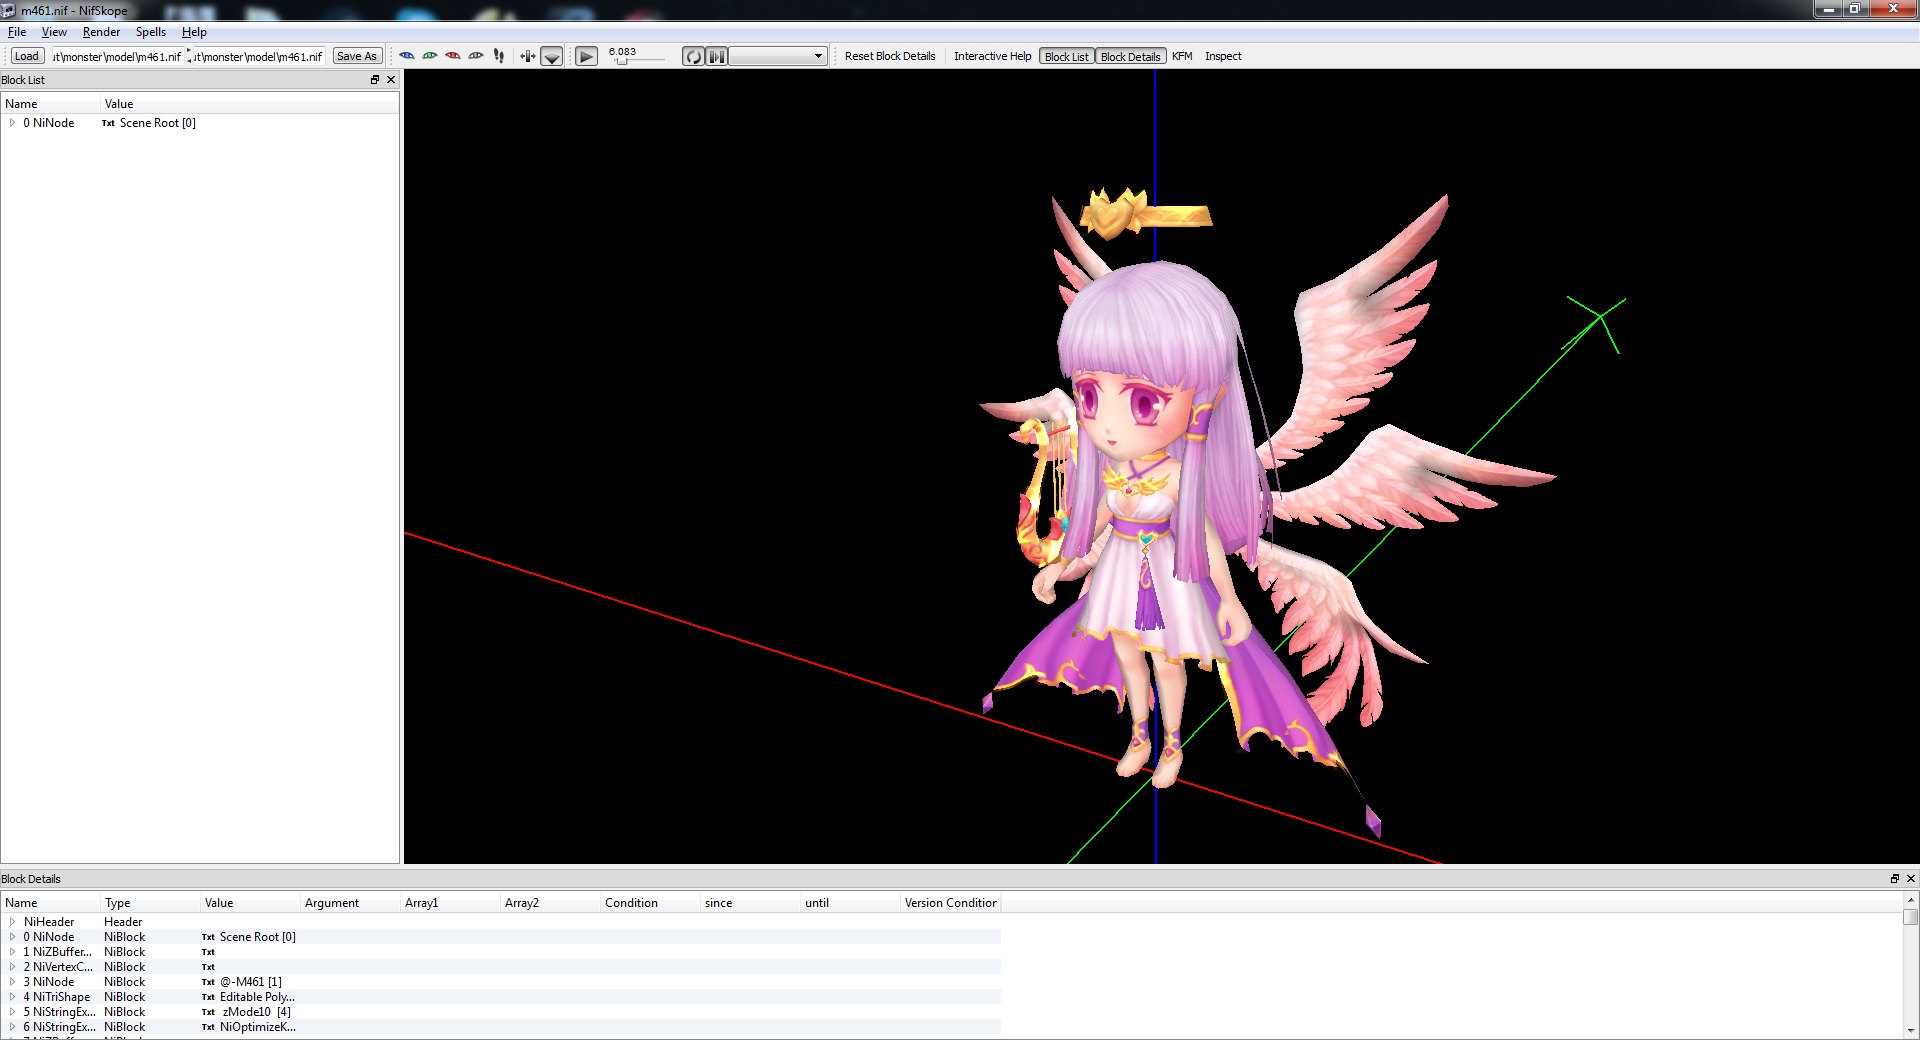 m461.nif - NifSkope
File View Render Spells Help
Load ıt\monster\model\m461.nif ıt\monster\model\m461.nif Save As 6.083 Reset Block Details Interactive Help Block List Block Details KFM Inspect
Block List
Name Value
0 NiNode Txt Scene Root [0]
Block Details
Name Type Value Argument Array1 Array2 Condition since until Version Condition
NiHeader Header
0 NiNode NiBlock Txt Scene Root [0]
1 NiZBuffer... NiBlock Txt
2 NiVertexC... NiBlock Txt
3 NiNode NiBlock Txt @-M461 [1]
4 NiTriShape NiBlock Txt Editable Poly...
5 NiStringEx... NiBlock Txt zMode10 [4]
6 NiStringEx... NiBlock Txt NiOptimizeK...